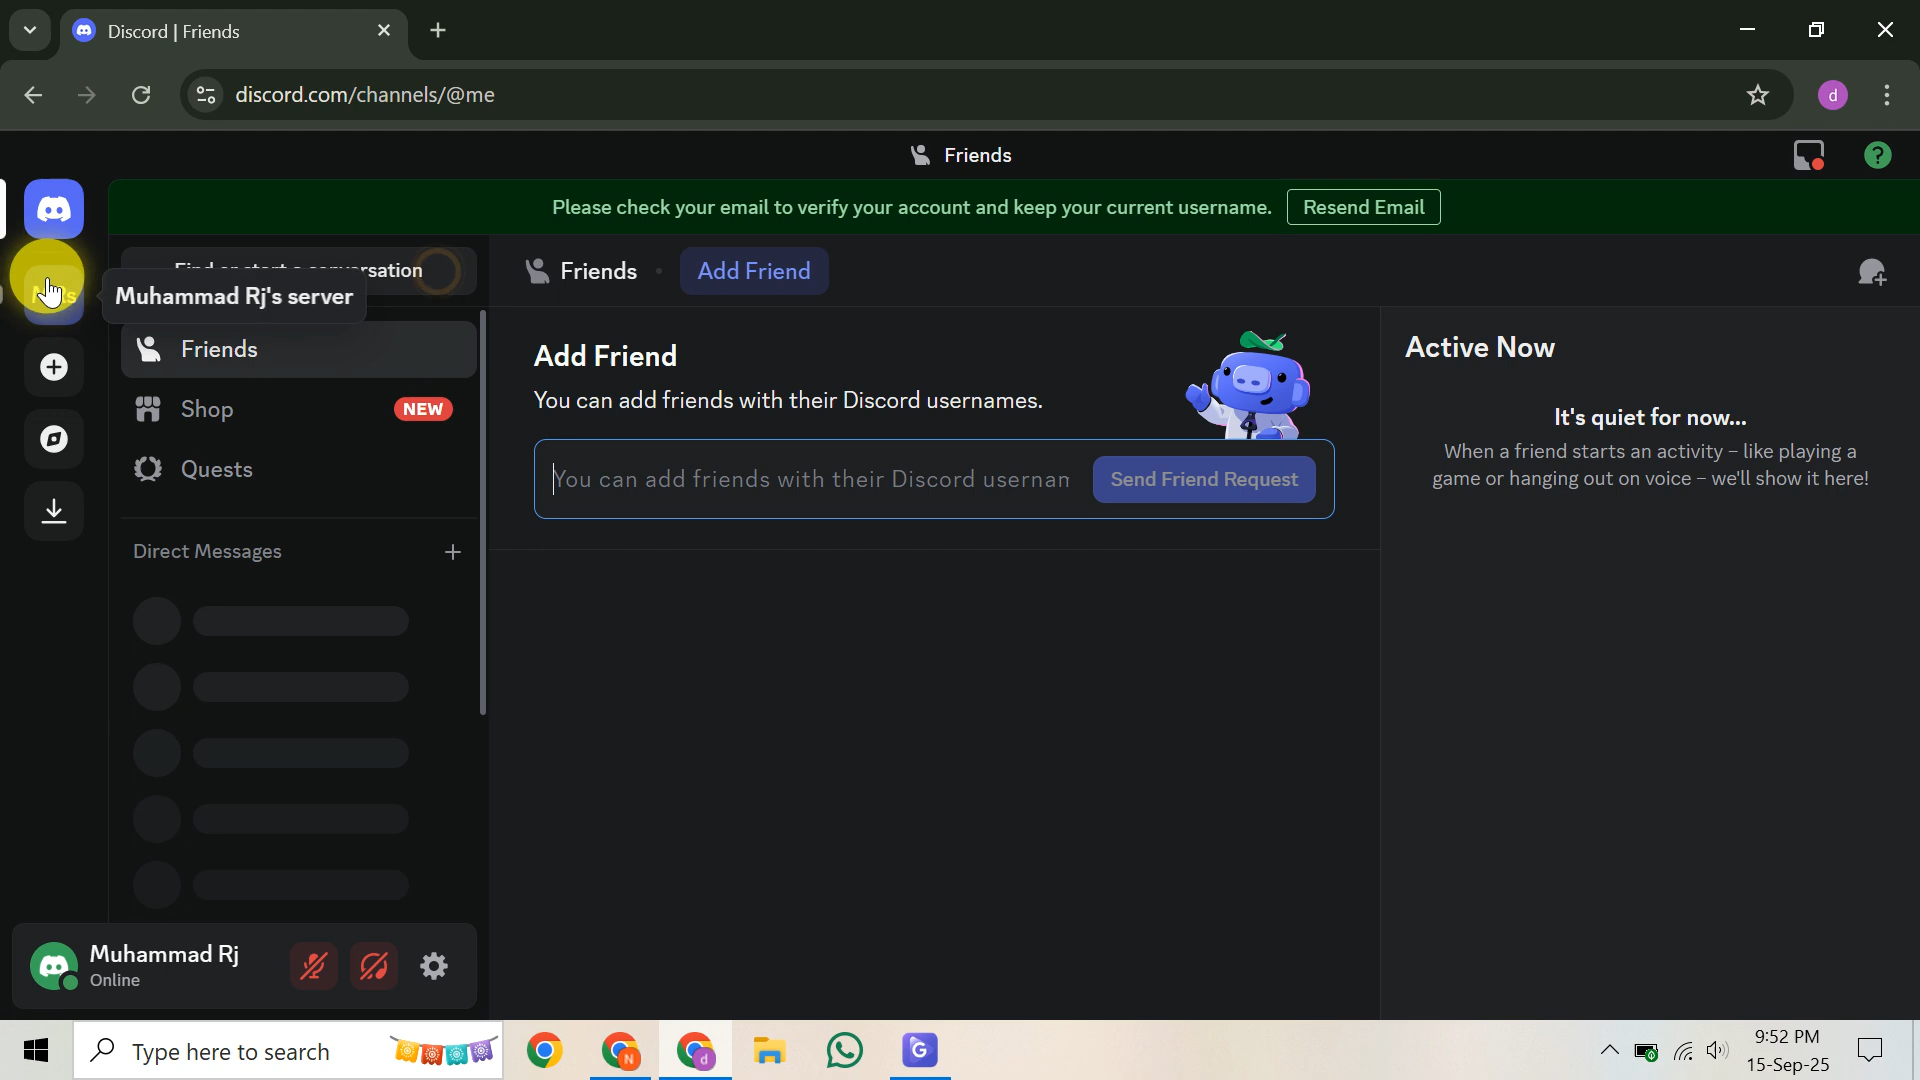 Discord | Friends
discord.com/channels/@me
d
Friends
?
Please check your email to verify your account and keep your current username.
Resend Email
sation
Muhammad Rj's server
Friends
Add Friend
Friends
Shop
NEW
Quests
Direct Messages
Add Friend
You can add friends with their Discord usernames.
You can add friends with their Discord usernam
Send Friend Request
Active Now
It's quiet for now...
When a friend starts an activity – like playing a
game or hanging out on voice – we'll show it here!
Muhammad Rj
Online
Type here to search
N
d
G
9:52 PM
15-Sep-25